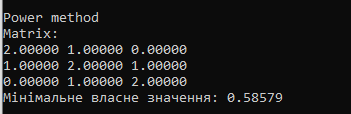 Power method
Matrix:
2.00000 1.00000 0.00000
1.00000 2.00000 1.00000
0.00000 1.00000 2.00000
Мінімальне власне значення: 0.58579